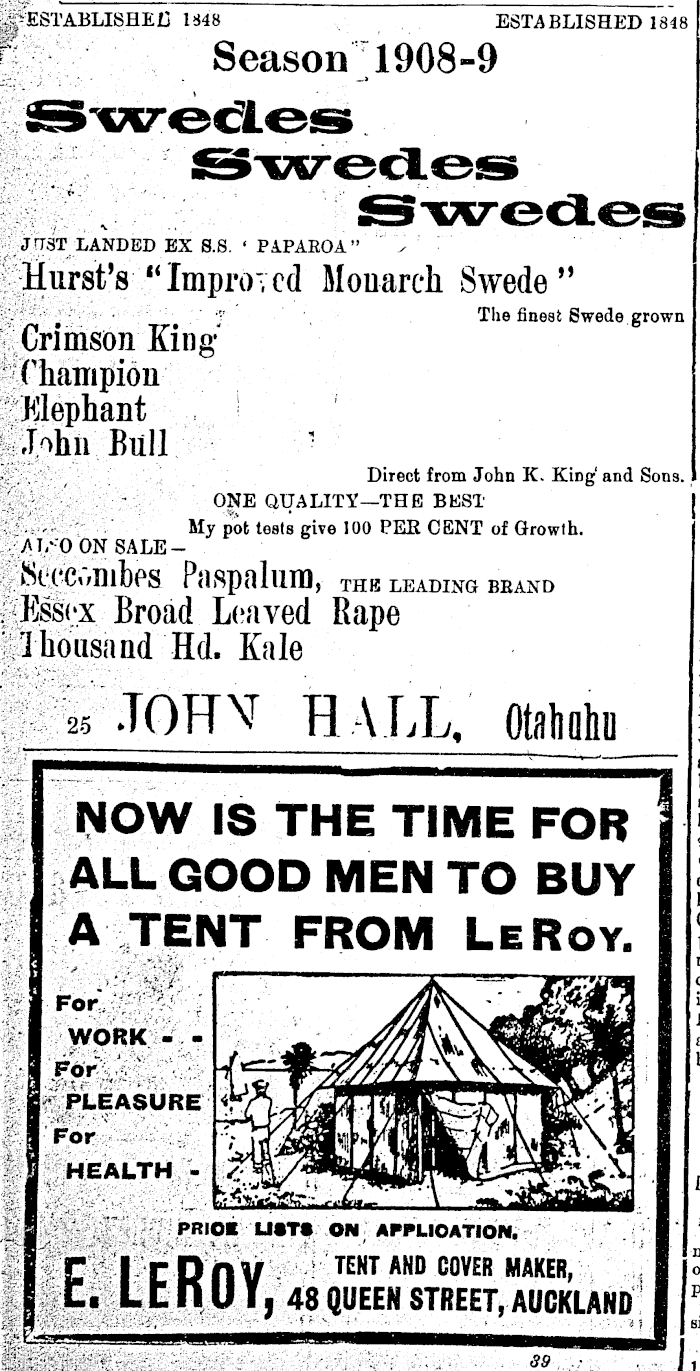 ESTABLISHED 1848 ESTABLISHED 1848
Season 1908-9
Swedes
Swedes
Swedes
JUST LANDED EX S.S. ‘ PAPAROA”
Hurst's “Improved Monarch Swede”
The finest Swede grown
Crimson King
Champion
Elephant
John Bull
Direct from John K. King and Sons.
ONE QUALITY—THE BEST
My pot tests give 100 PER CENT of Growth.
ALSO ON SALE—
Seccombes Paspalum, THE LEADING BRAND
Essex Broad Leaved Rape
Thousand Hd. Kale
25 JOHN HALL, Otahuhu
NOW IS THE TIME FOR
ALL GOOD MEN TO BUY
A TENT FROM LEROY.
For
WORK - -
For
PLEASURE
For
HEALTH -
PRICE LISTS ON APPLICATION.
E. LEROY, TENT AND COVER MAKER,
48 QUEEN STREET, AUCKLAND
39